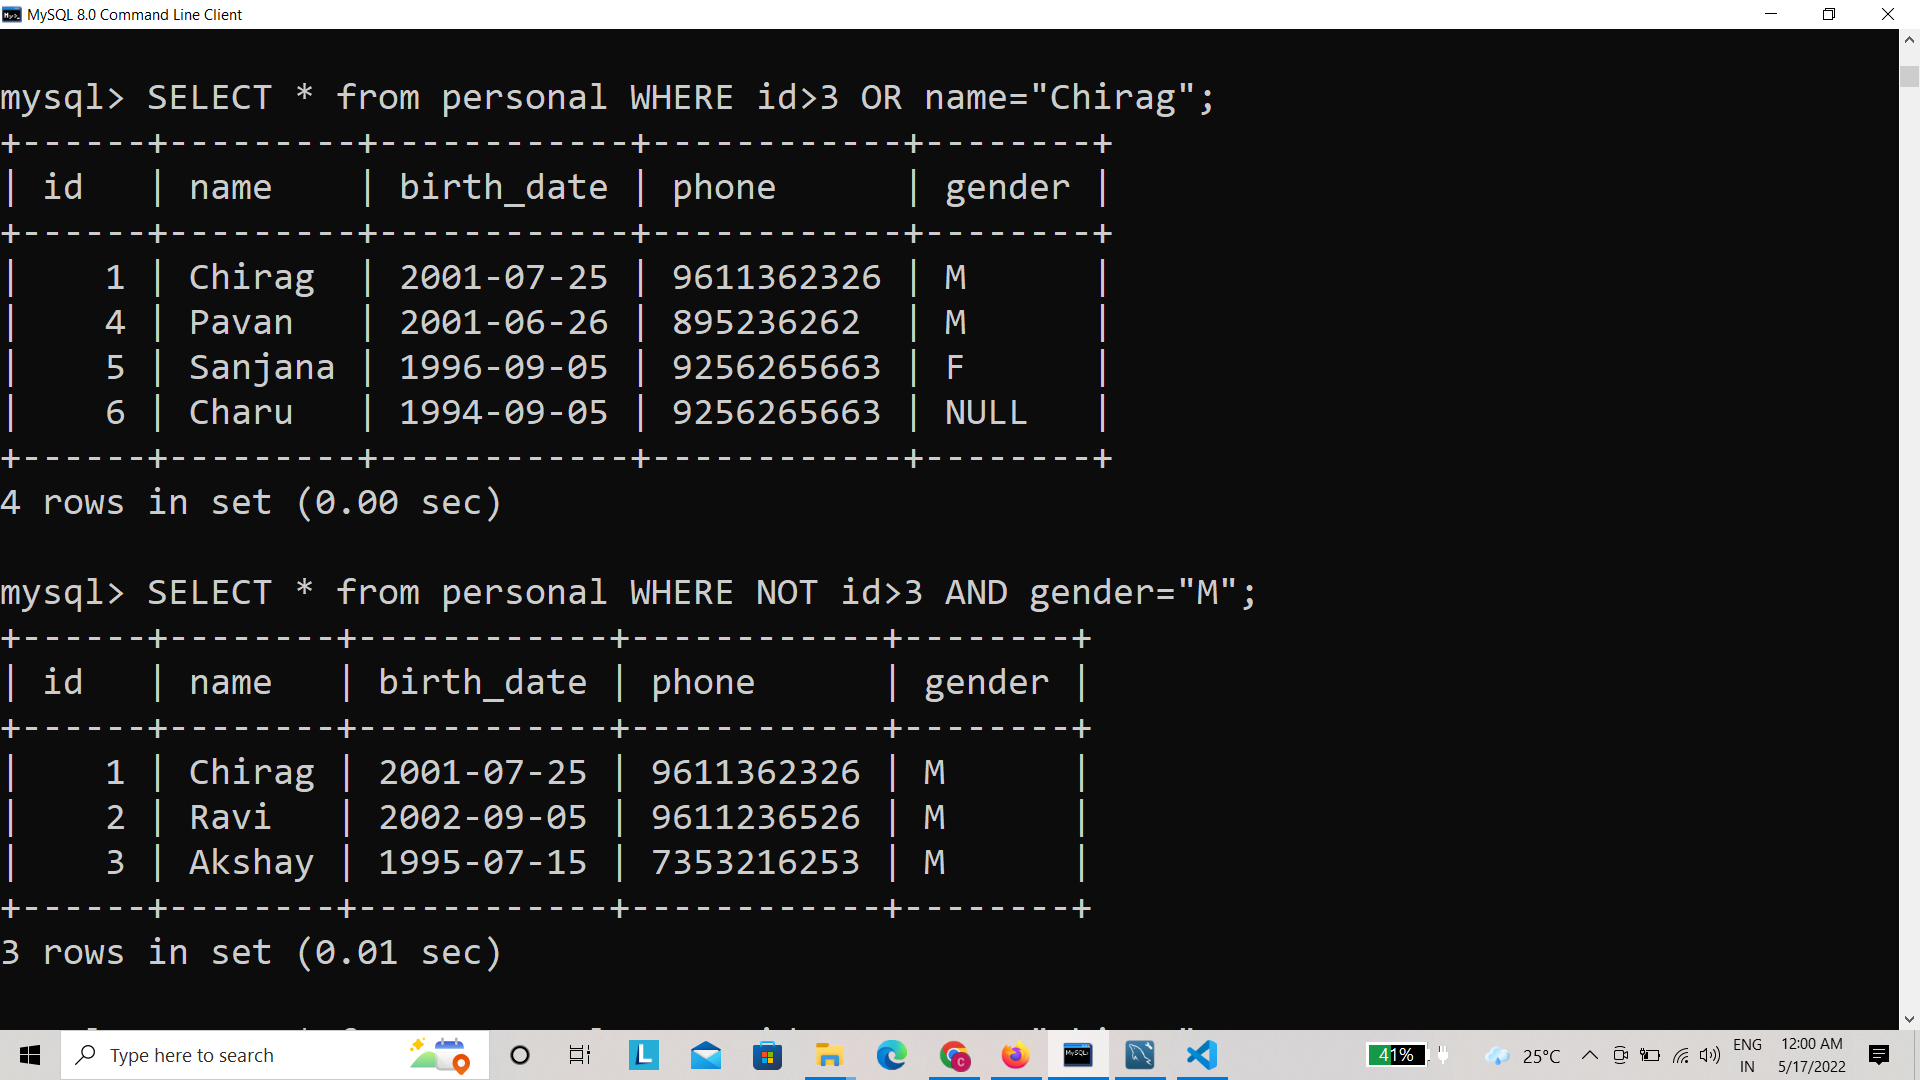 MySQL 8.0 Command Line Client
mysql> SELECT * from personal WHERE id>3 OR name="Chirag";
+------+---------+------------+------------+--------+
| id   | name    | birth_date | phone      | gender |
+------+---------+------------+------------+--------+
|    1 | Chirag  | 2001-07-25 | 9611362326 | M      |
|    4 | Pavan   | 2001-06-26 | 895236262  | M      |
|    5 | Sanjana | 1996-09-05 | 9256265663 | F      |
|    6 | Charu   | 1994-09-05 | 9256265663 | NULL   |
+------+---------+------------+------------+--------+
4 rows in set (0.00 sec)
mysql> SELECT * from personal WHERE NOT id>3 AND gender="M";
+------+--------+------------+------------+--------+
| id   | name   | birth_date | phone      | gender |
+------+--------+------------+------------+--------+
|    1 | Chirag | 2001-07-25 | 9611362326 | M      |
|    2 | Ravi   | 2002-09-05 | 9611236526 | M      |
|    3 | Akshay | 1995-07-15 | 7353216253 | M      |
+------+--------+------------+------------+--------+
3 rows in set (0.01 sec)
Type here to search
L
C
MySQL
41%
25°C
ENG
IN
12:00 AM
5/17/2022